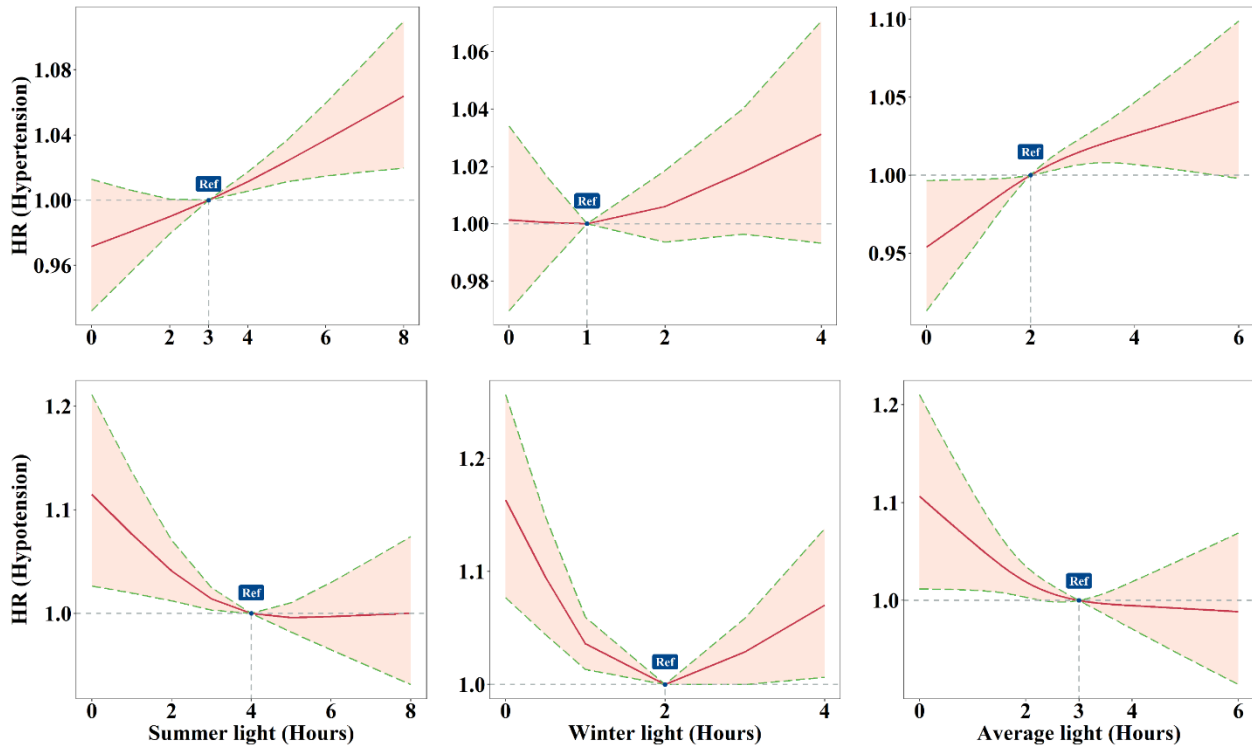 HR (Hypertension)
1.08
1.04
1.00
0.96
Ref
0 2 3 4 6 8
1.06
1.04
1.02
1.00
0.98
Ref
0 1 2 4
1.10
1.05
1.00
0.95
Ref
0 2 4 6
HR (Hypotension)
1.2
1.1
1.0
Ref
0 2 4 6 8
Summer light (Hours)
1.2
1.1
1.0
Ref
0 2 4
Winter light (Hours)
1.2
1.1
1.0
Ref
0 2 3 4 6
Average light (Hours)